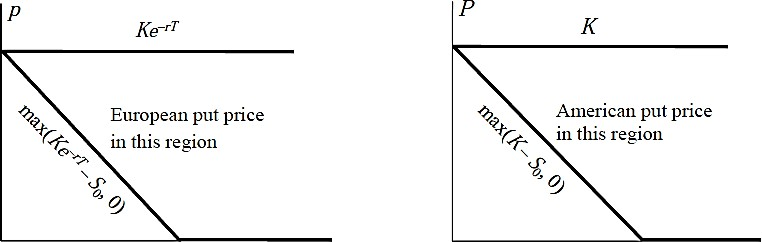 p
Ke⁻ʳᵀ
European put price
in this region
max(Ke⁻ʳᵀ – S₀, 0)
P
K
American put price
in this region
max(K – S₀, 0)